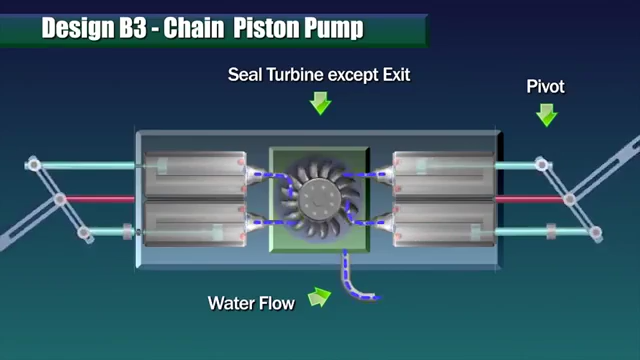 Design B3 - Chain Piston Pump
Seal Turbine except Exit
Pivot
Water Flow